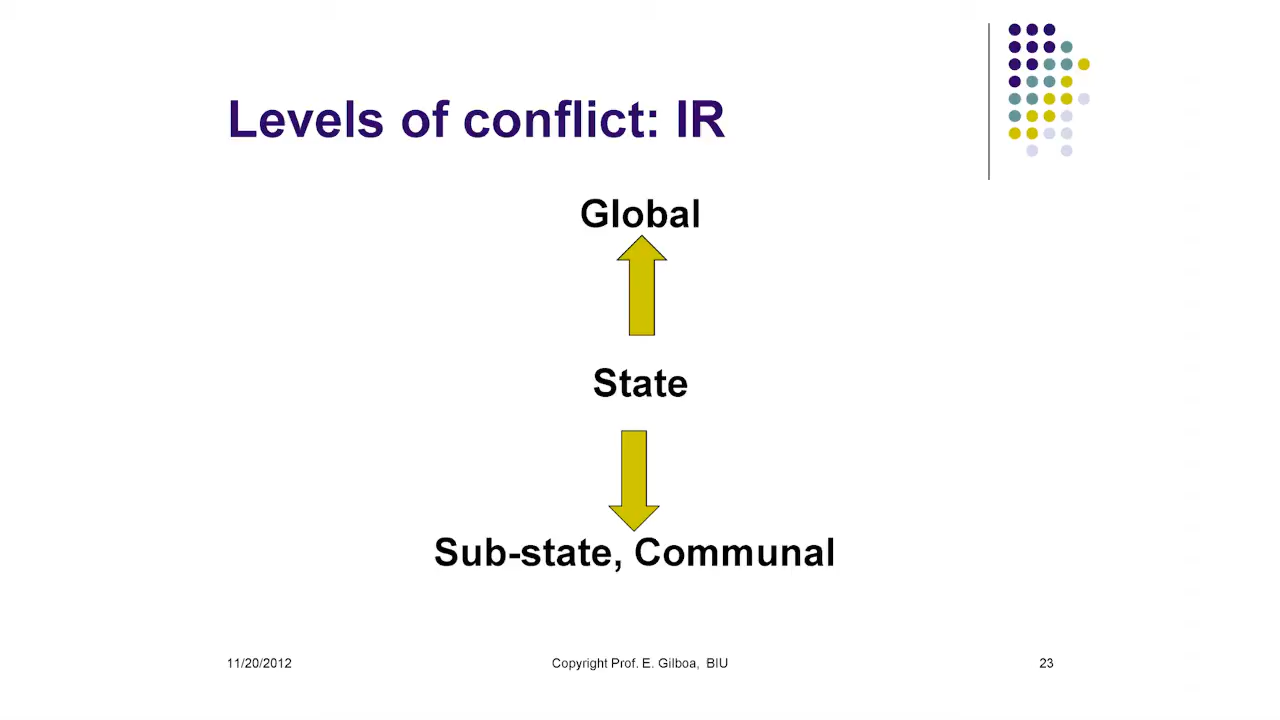 Levels of conflict: IR
Global
State
Sub-state, Communal
11/20/2012 Copyright Prof. E. Gilboa, BIU 23